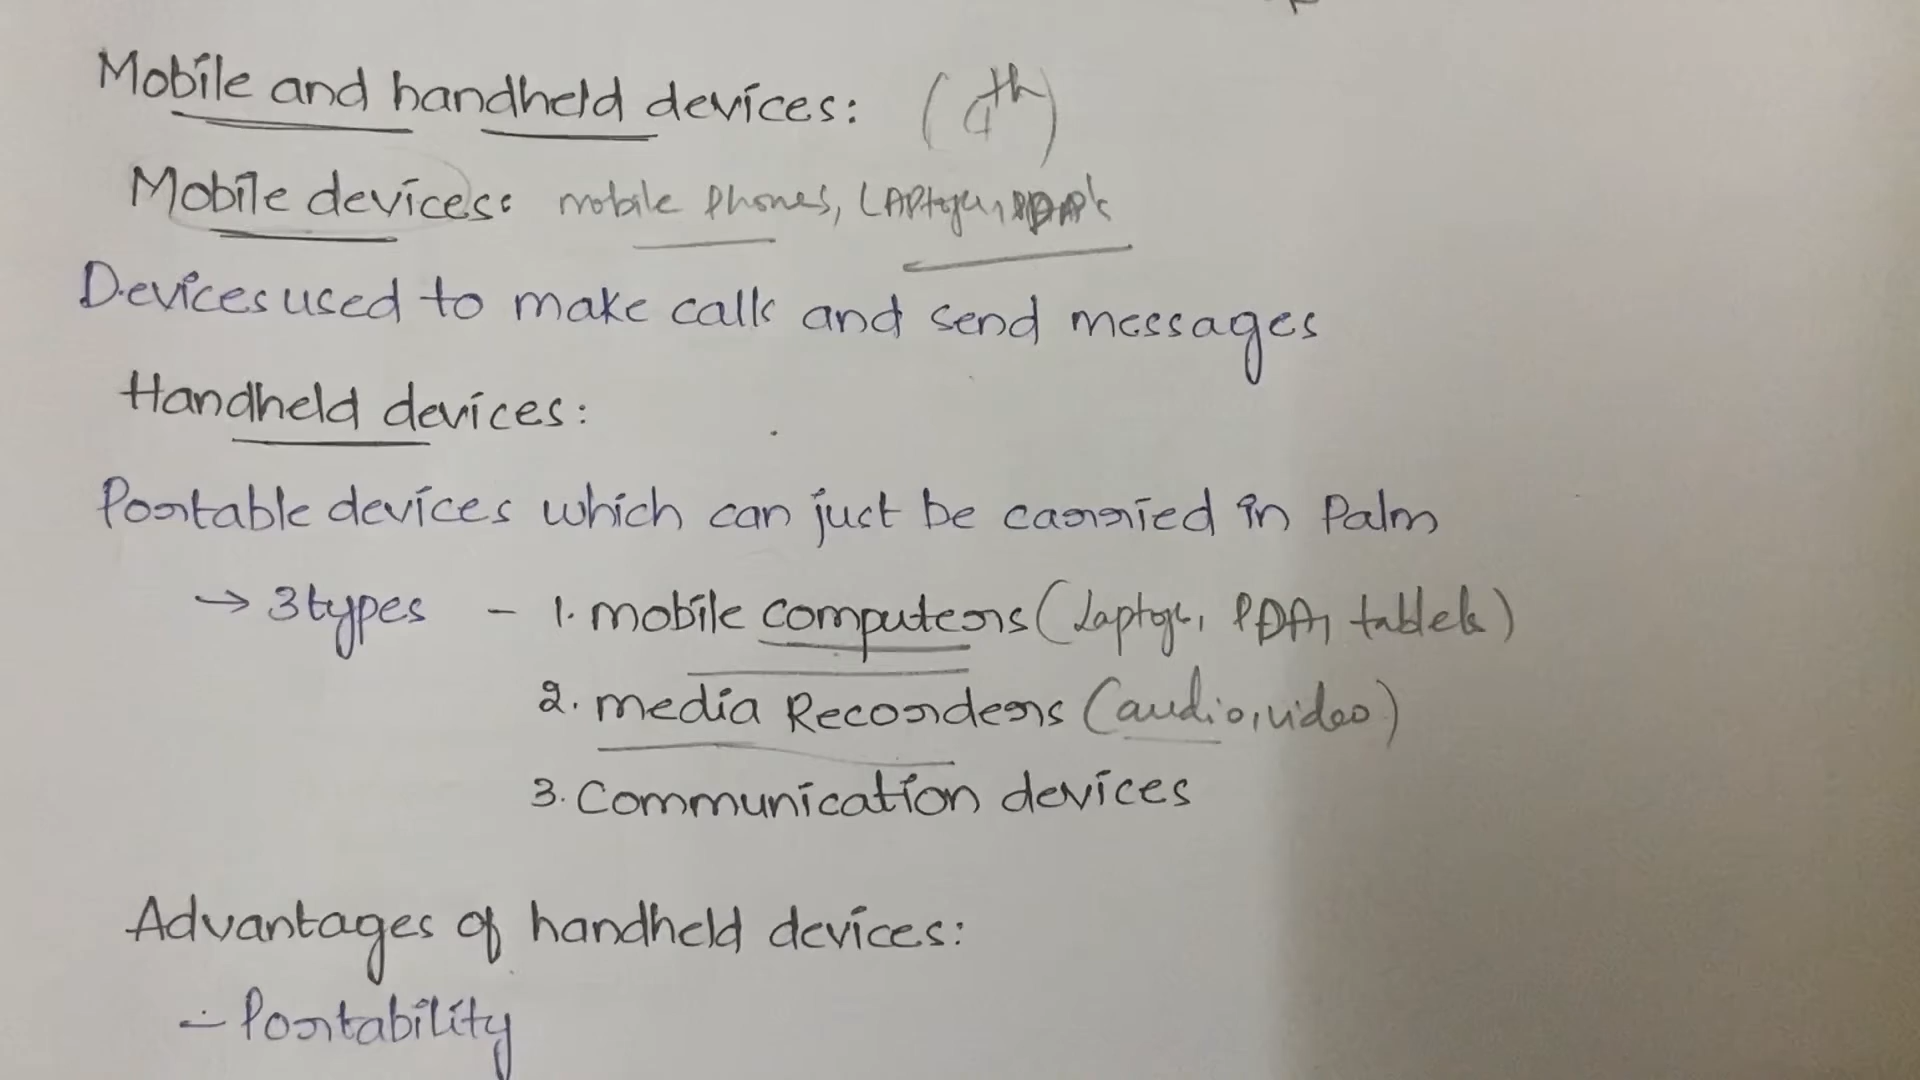 Mobile and handheld devices: (4th)
Mobile devices: mobile phones, LAPtops, PDA's
Devices used to make calls and send messages
Handheld devices:
Portable devices which can just be carried in Palm
→ 3 types - 1. mobile computers (Laptops, PDA, tablets)
2. media Recorders (audio, video)
3. Communication devices
Advantages of handheld devices:
- Portability